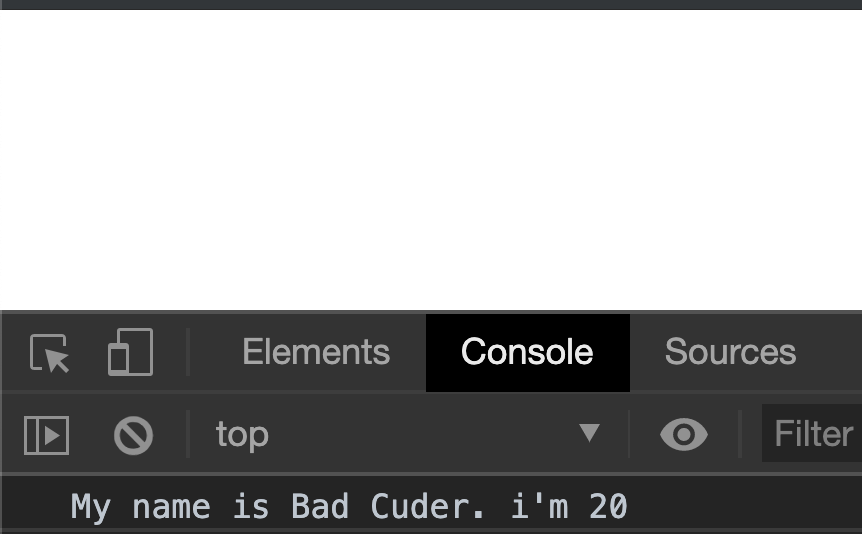 Elements Console Sources
top Filter
My name is Bad Cuder. i'm 20